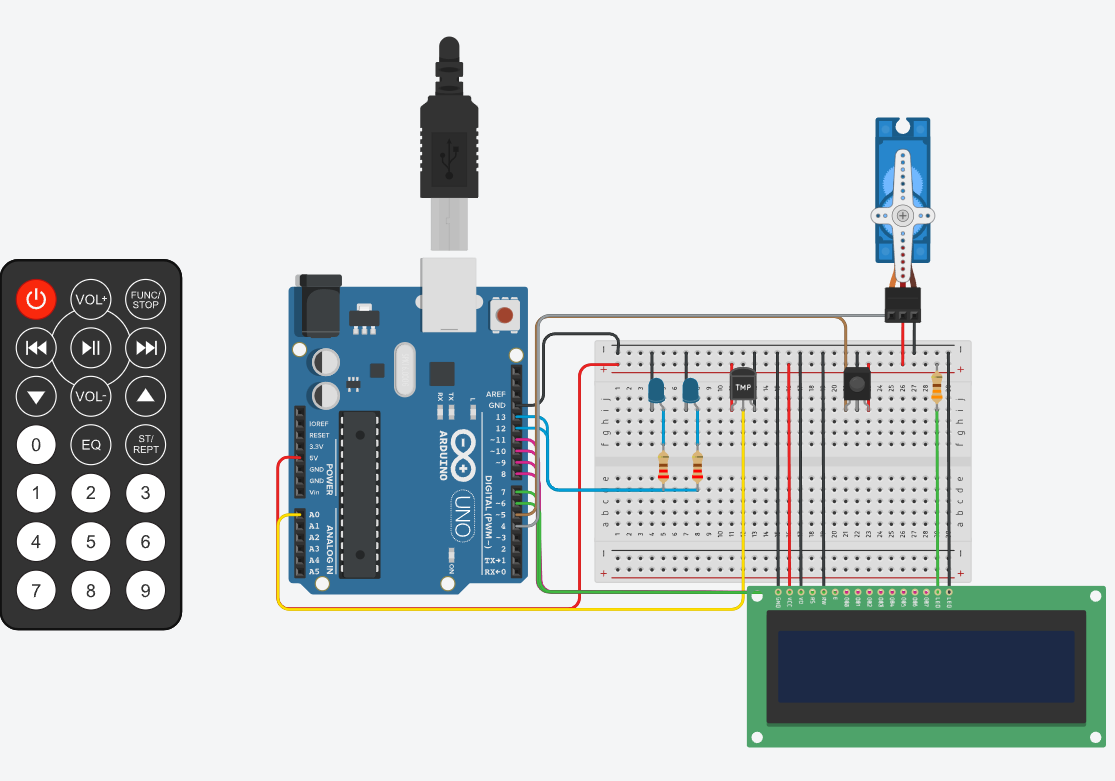 VOL+
FUNC/
STOP
VOL-
0
EQ
ST/
REPT
1
2
3
4
5
6
7
8
9
IOREF
RESET
3.3V
5V
GND
GND
Vin
POWER
A0
A1
A2
A3
A4
A5
ANALOG IN
RX
TX
L
ARDUINO
UNO
ON
AREF
GND
13
12
~11
~10
~9
8
7
~6
~5
4
~3
2
TX→1
RX←0
DIGITAL (PWM~)
TMP
j
i
h
g
f
e
d
c
b
a
GND
VCC
V0
RS
RW
E
DB0
DB1
DB2
DB3
DB4
DB5
DB6
DB7
LED
LED